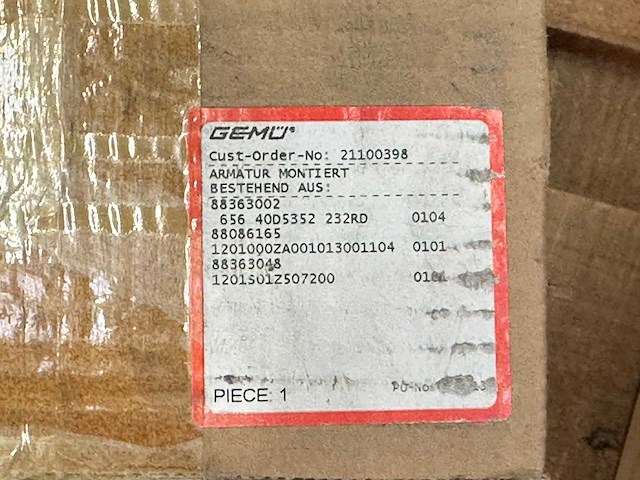 GEMÜ®
Cust-Order-No: 21100398
ARMATUR MONTIERT
BESTEHEND AUS:
88363002
656 40D5352 232RD 0104
88086165
1201000ZA001013001104 0101
88363048
1201S01Z507200
PIECE 1